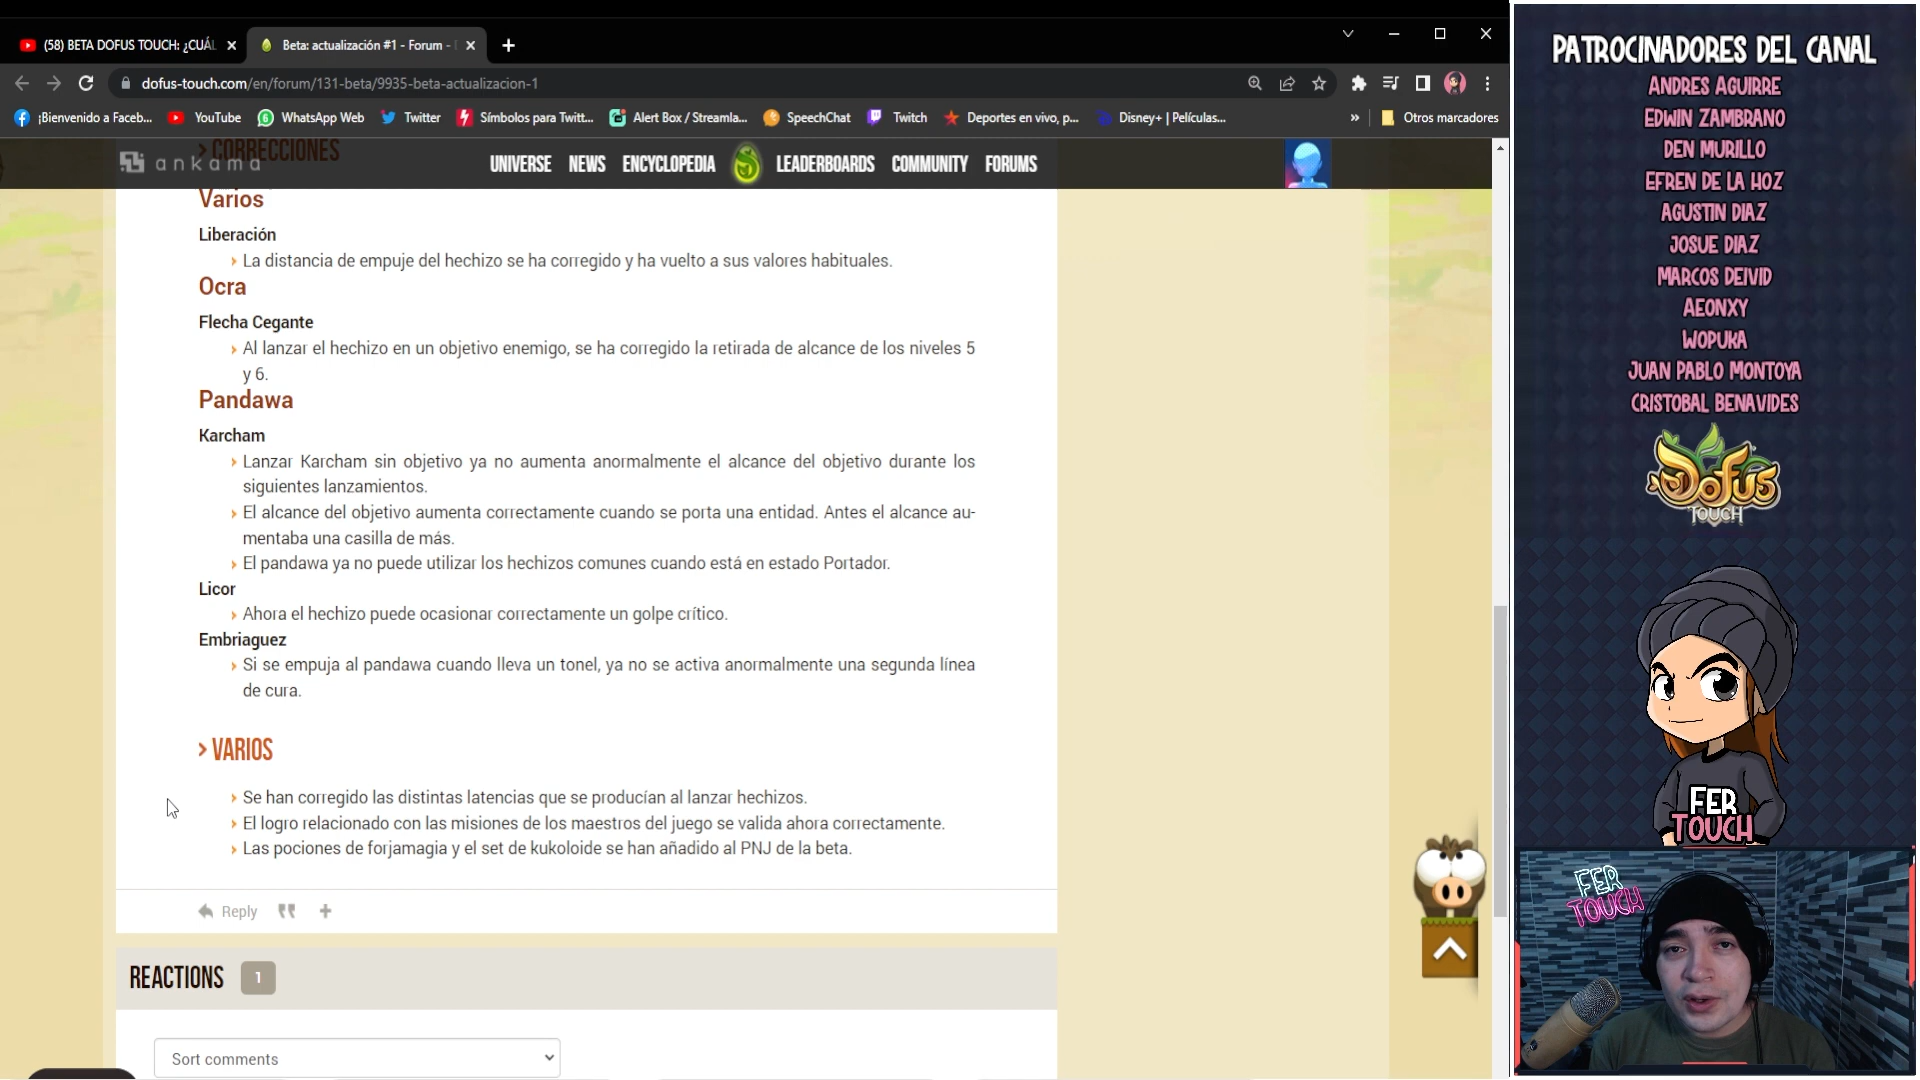 (58) BETA DOFUS TOUCH: ¿CUÁL
Beta: actualización #1 - Forum -
dofus-touch.com/en/forum/131-beta/9935-beta-actualizacion-1
¡Bienvenido a Faceb...
YouTube
WhatsApp Web
Twitter
Símbolos para Twitt...
Alert Box / Streamla...
SpeechChat
Twitch
Deportes en vivo, p...
Disney+ | Películas...
»
Otros marcadores
> CORRECCIONES
ankama
UNIVERSE NEWS ENCYCLOPEDIA LEADERBOARDS COMMUNITY FORUMS
Varios
Liberación
La distancia de empuje del hechizo se ha corregido y ha vuelto a sus valores habituales.
Ocra
Flecha Cegante
Al lanzar el hechizo en un objetivo enemigo, se ha corregido la retirada de alcance de los niveles 5
y 6.
Pandawa
Karcham
Lanzar Karcham sin objetivo ya no aumenta anormalmente el alcance del objetivo durante los
siguientes lanzamientos.
El alcance del objetivo aumenta correctamente cuando se porta una entidad. Antes el alcance au-
mentaba una casilla de más.
El pandawa ya no puede utilizar los hechizos comunes cuando está en estado Portador.
Licor
Ahora el hechizo puede ocasionar correctamente un golpe crítico.
Embriaguez
Si se empuja al pandawa cuando lleva un tonel, ya no se activa anormalmente una segunda línea
de cura.
> VARIOS
Se han corregido las distintas latencias que se producían al lanzar hechizos.
El logro relacionado con las misiones de los maestros del juego se valida ahora correctamente.
Las pociones de forjamagia y el set de kukoloide se han añadido al PNJ de la beta.
Reply
REACTIONS 1
Sort comments
PATROCINADORES DEL CANAL
ANDRES AGUIRRE
EDWIN ZAMBRANO
DEN MURILLO
EFREN DE LA HOZ
AGUSTIN DIAZ
JOSUE DIAZ
MARCOS DEIVID
AEONXY
WOPUKA
JUAN PABLO MONTOYA
CRISTOBAL BENAVIDES
DOFUS
TOUCH
FER
TOUCH
FER
TOUCH